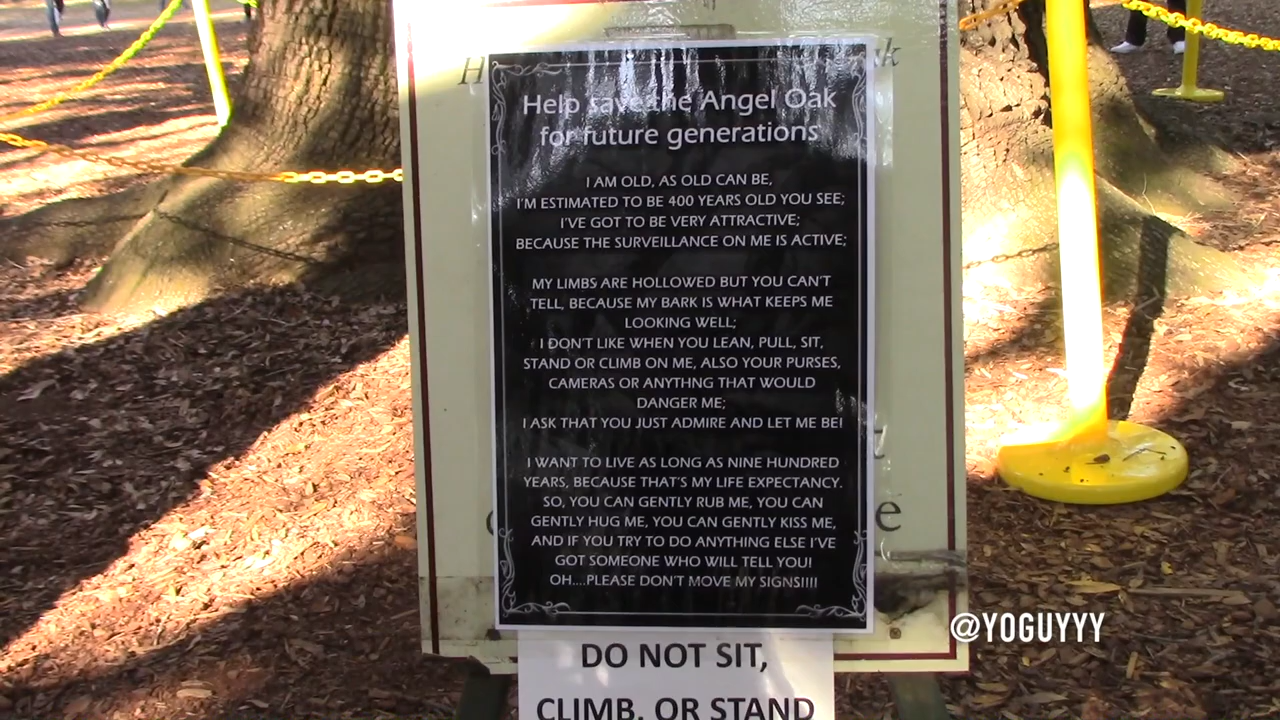 Help save the Angel Oak
for future generations
I AM OLD, AS OLD CAN BE,
I'M ESTIMATED TO BE 400 YEARS OLD YOU SEE;
I'VE GOT TO BE VERY ATTRACTIVE;
BECAUSE THE SURVEILLANCE ON ME IS ACTIVE;
MY LIMBS ARE HOLLOWED BUT YOU CAN'T
TELL, BECAUSE MY BARK IS WHAT KEEPS ME
LOOKING WELL;
I DON'T LIKE WHEN YOU LEAN, PULL, SIT,
STAND OR CLIMB ON ME, ALSO YOUR PURSES,
CAMERAS OR ANYTHNG THAT WOULD
DANGER ME;
I ASK THAT YOU JUST ADMIRE AND LET ME BE!
I WANT TO LIVE AS LONG AS NINE HUNDRED
YEARS, BECAUSE THAT'S MY LIFE EXPECTANCY.
SO, YOU CAN GENTLY RUB ME, YOU CAN
GENTLY HUG ME, YOU CAN GENTLY KISS ME,
AND IF YOU TRY TO DO ANYTHING ELSE I'VE
GOT SOMEONE WHO WILL TELL YOU!
OH....PLEASE DON'T MOVE MY SIGNS!!!!
DO NOT SIT,
CLIMB, OR STAND
@YOGUYYY